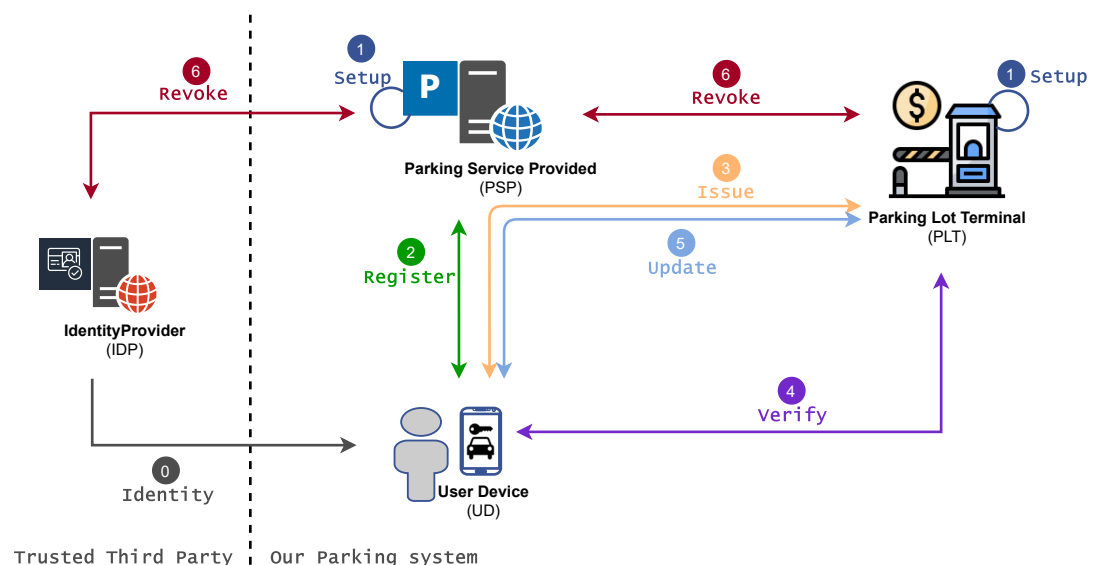 1
Setup
6
Revoke
P
Parking Service Provided
(PSP)
6
Revoke
1 Setup
$
Parking Lot Terminal
(PLT)
3
Issue
5
Update
2
Register
IdentityProvider
(IDP)
4
Verify
0
Identity
User Device
(UD)
Trusted Third Party
Our Parking system